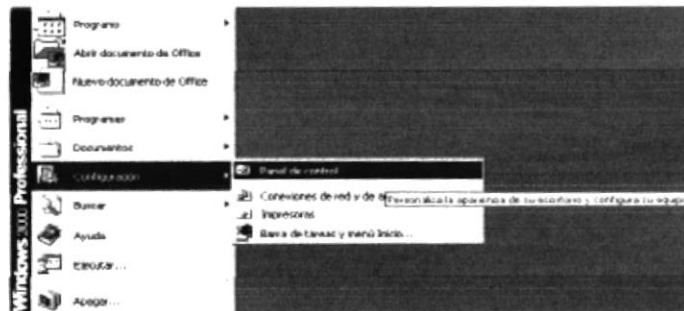 Programo
Abrir documento de Office
Nuevo documento de Office
Programas
Documentos
Configuración
Buscar
Ayuda
Ejecutar...
Apagar...
Panel de control
Conexiones de red y de a
Personaliza la apariencia de su escritorio y configura su equipo
Impresoras
Barra de tareas y menú Inicio...
Windows 2000 Professional